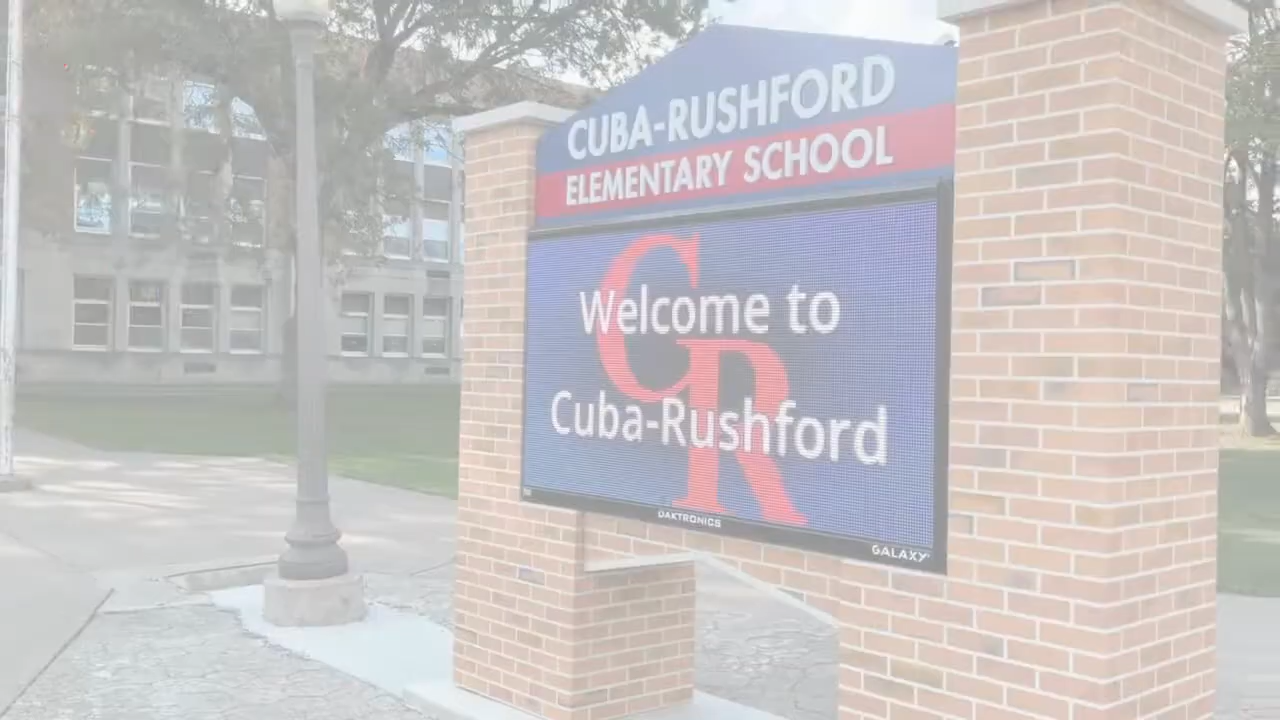 CUBA-RUSHFORD
ELEMENTARY SCHOOL
CR
Welcome to
Cuba-Rushford
DAKTRONICS
GALAXY